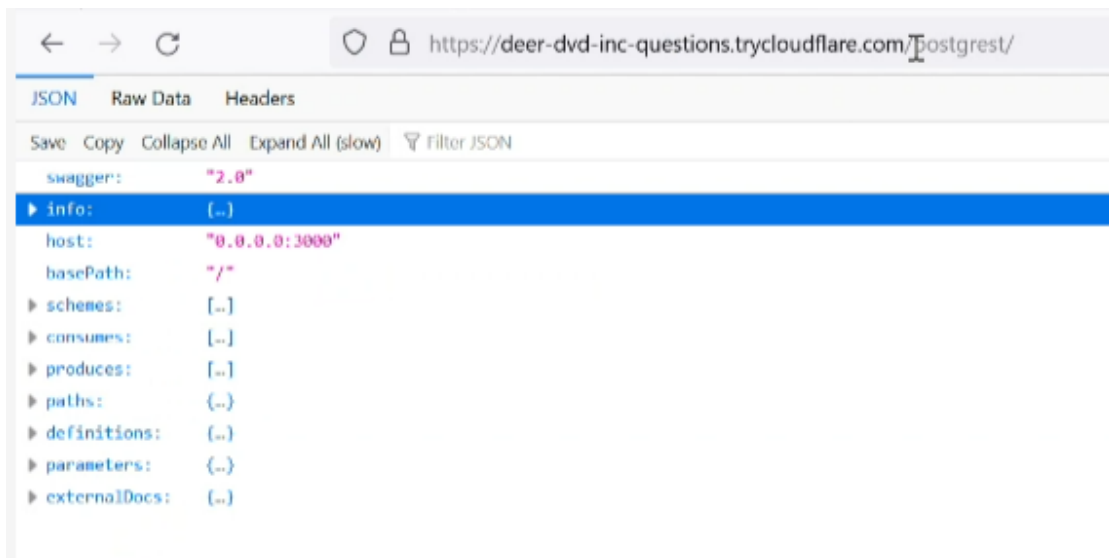 https://deer-dvd-inc-questions.trycloudflare.com/postgrest/
JSON Raw Data Headers
Save Copy Collapse All Expand All (slow) Filter JSON
swagger: "2.0"
info: {…}
host: "0.0.0.0:3000"
basePath: "/"
schemes: […]
consumes: […]
produces: […]
paths: {…}
definitions: {…}
parameters: {…}
externalDocs: {…}